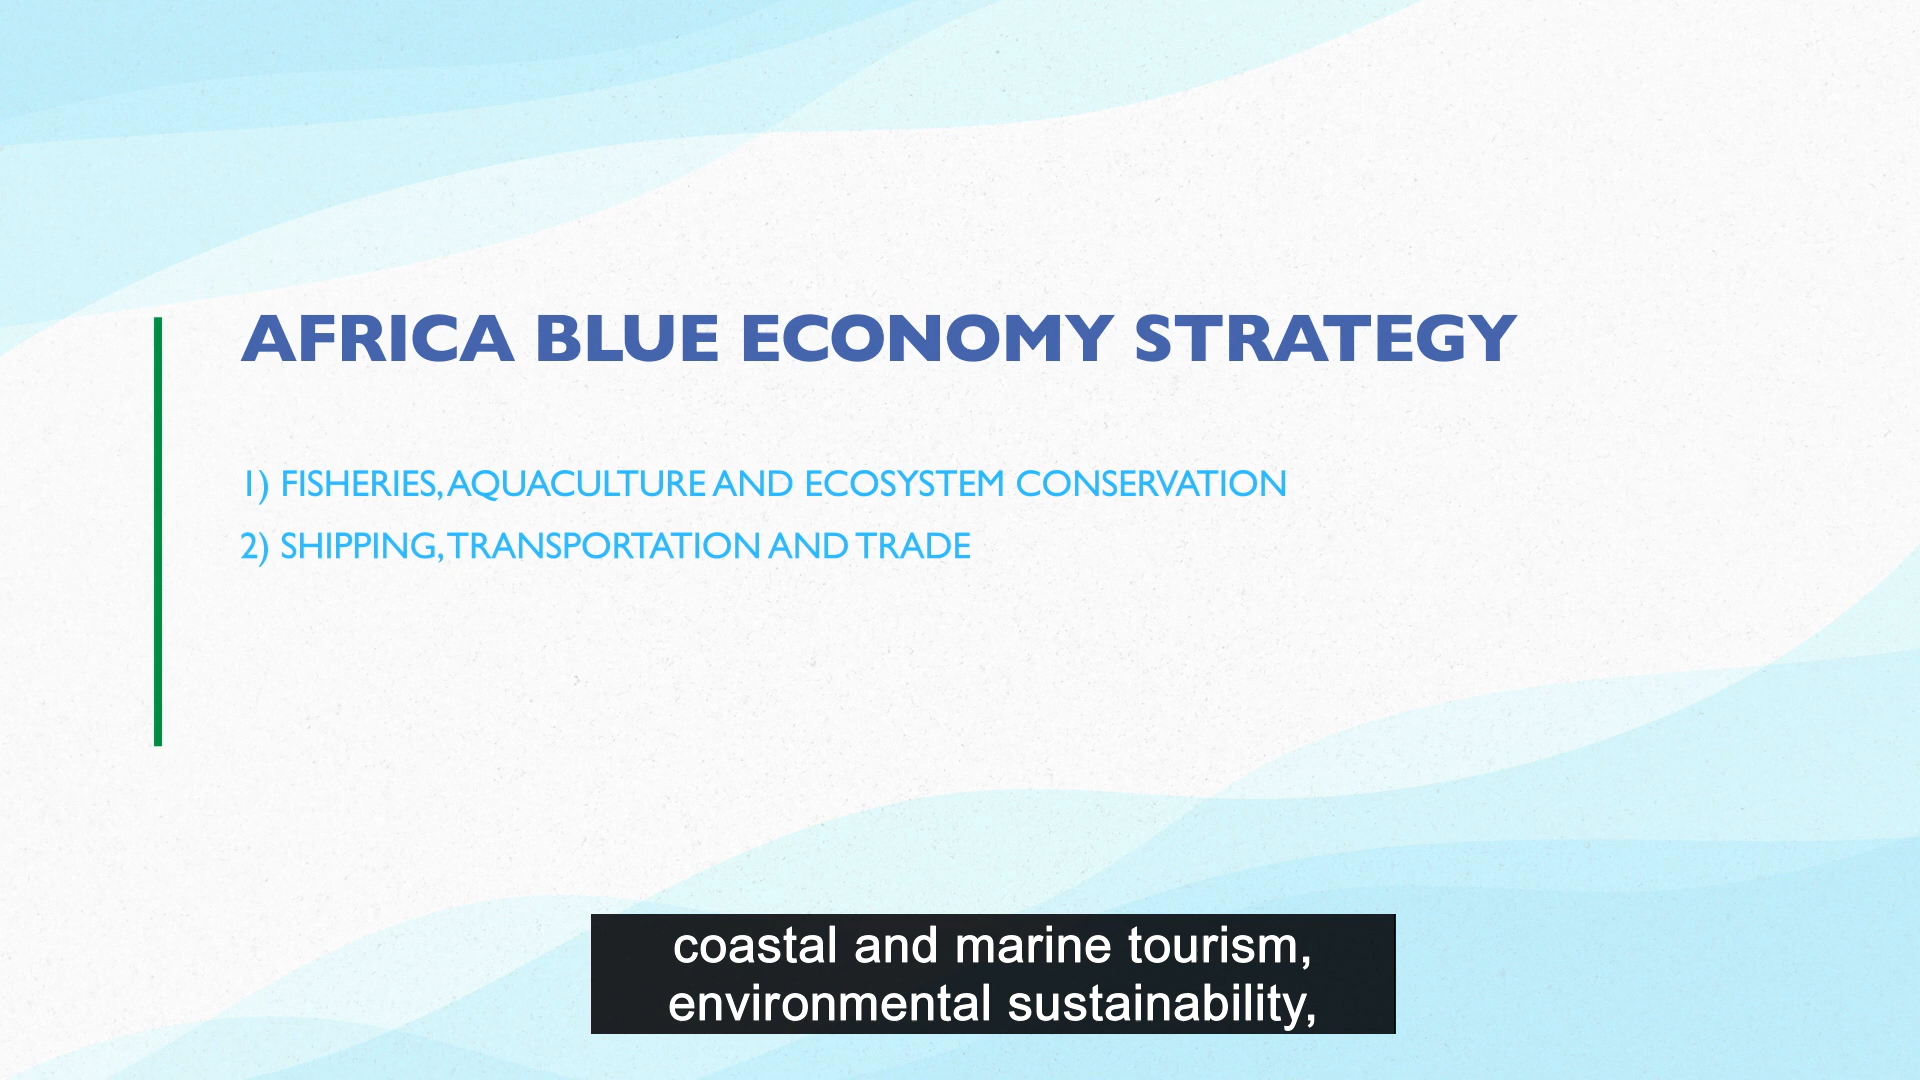 AFRICA BLUE ECONOMY STRATEGY
1) FISHERIES, AQUACULTURE AND ECOSYSTEM CONSERVATION
2) SHIPPING, TRANSPORTATION AND TRADE
coastal and marine tourism,
environmental sustainability,